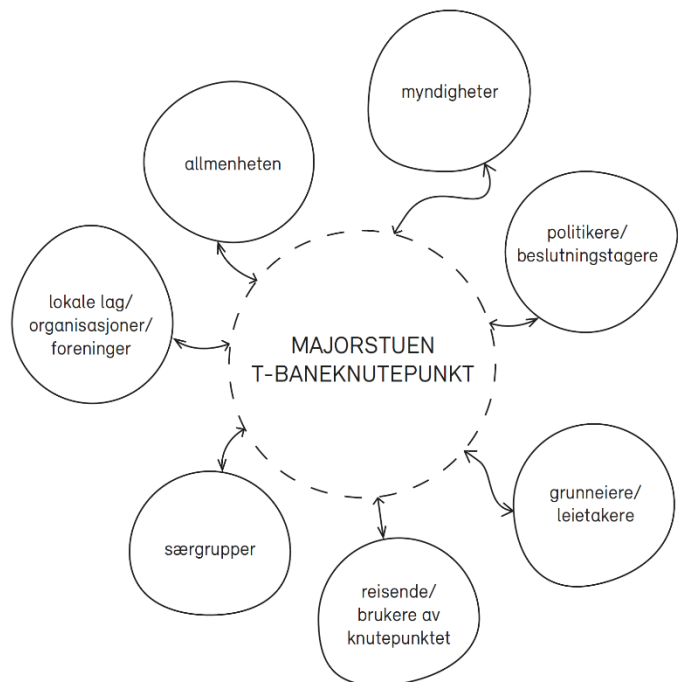 myndigheter
allmenheten
politikere/
beslutningstagere
lokale lag/
organisasjoner/
foreninger
MAJORSTUEN
T-BANEKNUTEPUNKT
grunneiere/
leietakere
særgrupper
reisende/
brukere av
knutepunktet